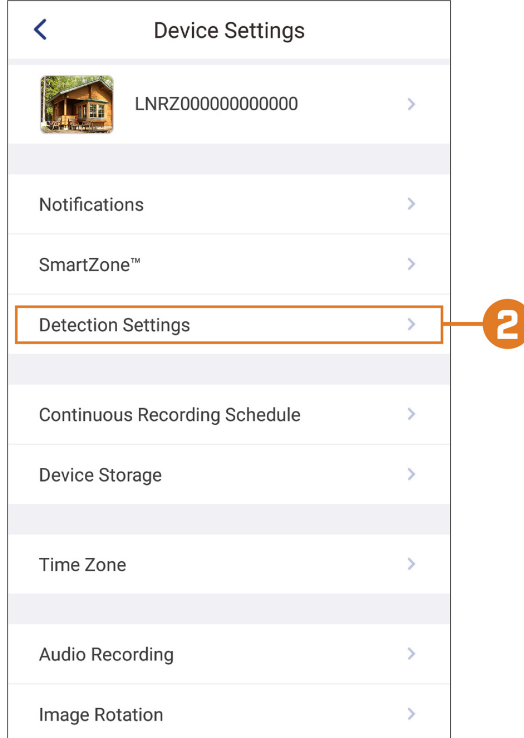 Device Settings
LNRZ000000000000
Notifications
SmartZone™
Detection Settings
2
Continuous Recording Schedule
Device Storage
Time Zone
Audio Recording
Image Rotation